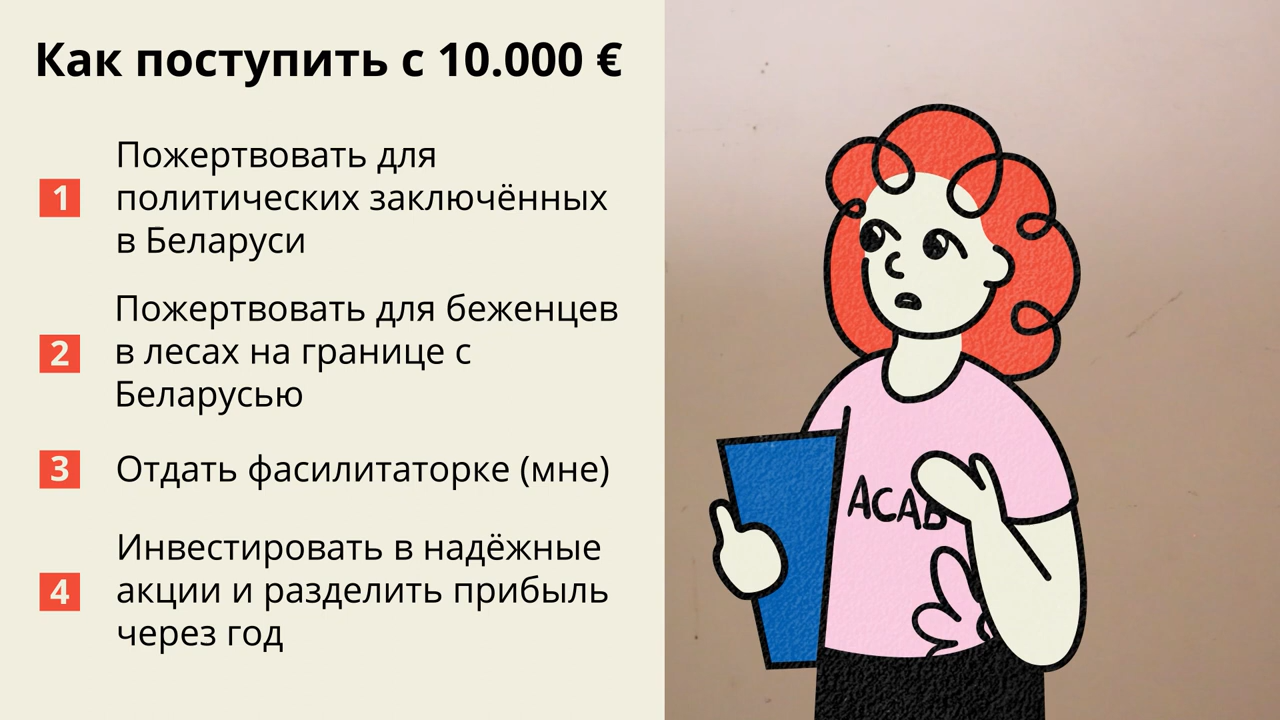 Как поступить с 10.000 €
1
Пожертвовать для
политических заключённых
в Беларуси
2
Пожертвовать для беженцев
в лесах на границе с
Беларусью
3
Отдать фасилитаторке (мне)
4
Инвестировать в надёжные
акции и разделить прибыль
через год
ACAB